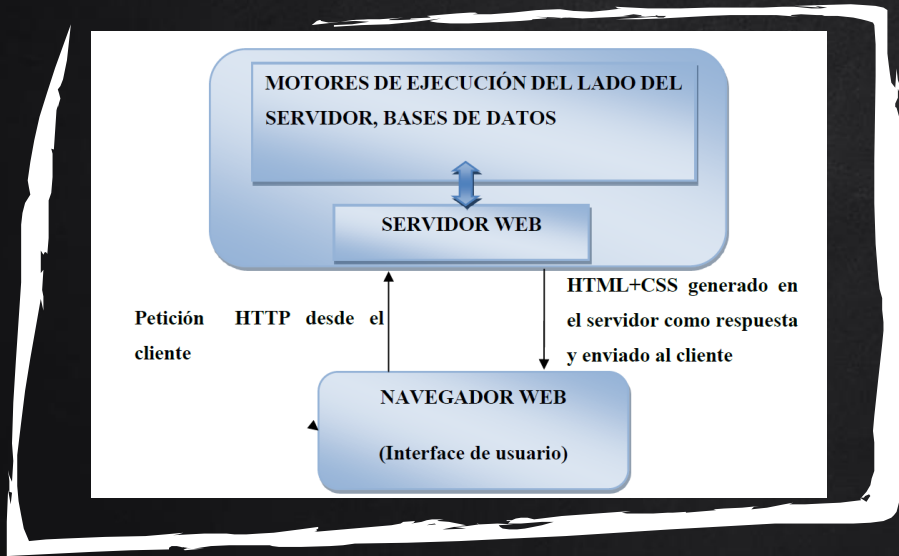 MOTORES DE EJECUCIÓN DEL LADO DEL
SERVIDOR, BASES DE DATOS
SERVIDOR WEB
Petición HTTP desde el
cliente
HTML+CSS generado en
el servidor como respuesta
y enviado al cliente
NAVEGADOR WEB
(Interface de usuario)